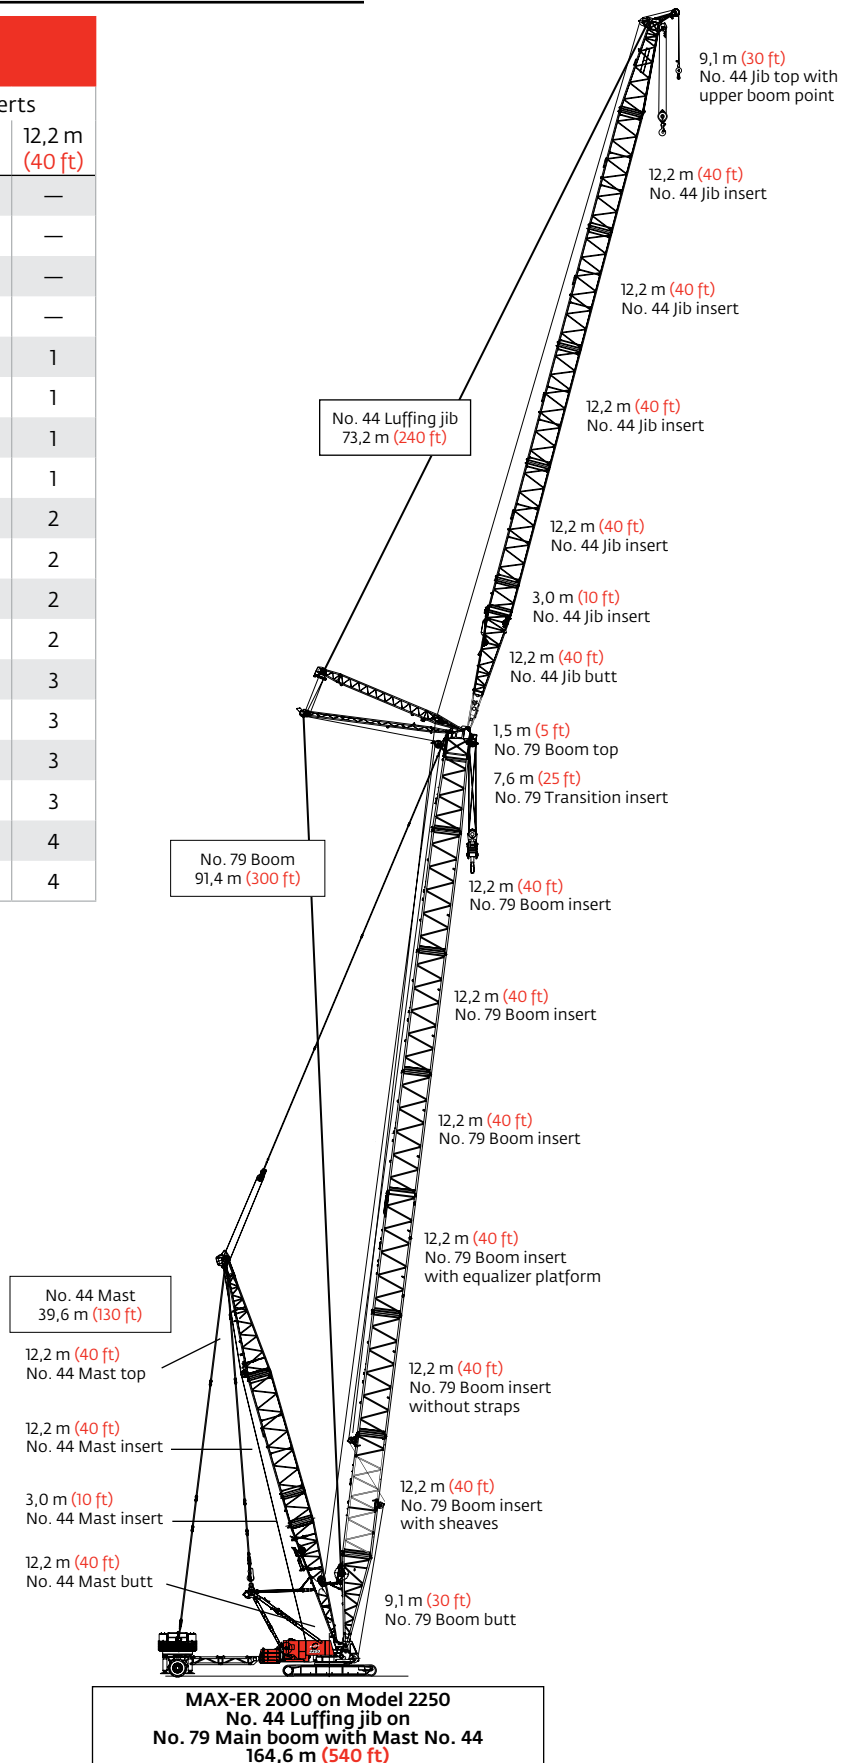 erts
12,2 m
(40 ft)
—
—
—
—
1
1
1
1
2
2
2
2
3
3
3
3
4
4
9,1 m (30 ft)
No. 44 Jib top with
upper boom point
12,2 m (40 ft)
No. 44 Jib insert
12,2 m (40 ft)
No. 44 Jib insert
12,2 m (40 ft)
No. 44 Jib insert
No. 44 Luffing jib
73,2 m (240 ft)
12,2 m (40 ft)
No. 44 Jib insert
3,0 m (10 ft)
No. 44 Jib insert
12,2 m (40 ft)
No. 44 Jib butt
1,5 m (5 ft)
No. 79 Boom top
7,6 m (25 ft)
No. 79 Transition insert
No. 79 Boom
91,4 m (300 ft)
12,2 m (40 ft)
No. 79 Boom insert
12,2 m (40 ft)
No. 79 Boom insert
12,2 m (40 ft)
No. 79 Boom insert
12,2 m (40 ft)
No. 79 Boom insert
with equalizer platform
No. 44 Mast
39,6 m (130 ft)
12,2 m (40 ft)
No. 44 Mast top
12,2 m (40 ft)
No. 79 Boom insert
without straps
12,2 m (40 ft)
No. 44 Mast insert
12,2 m (40 ft)
No. 79 Boom insert
with sheaves
3,0 m (10 ft)
No. 44 Mast insert
12,2 m (40 ft)
No. 44 Mast butt
9,1 m (30 ft)
No. 79 Boom butt
MAX-ER 2000 on Model 2250
No. 44 Luffing jib on
No. 79 Main boom with Mast No. 44
164,6 m (540 ft)